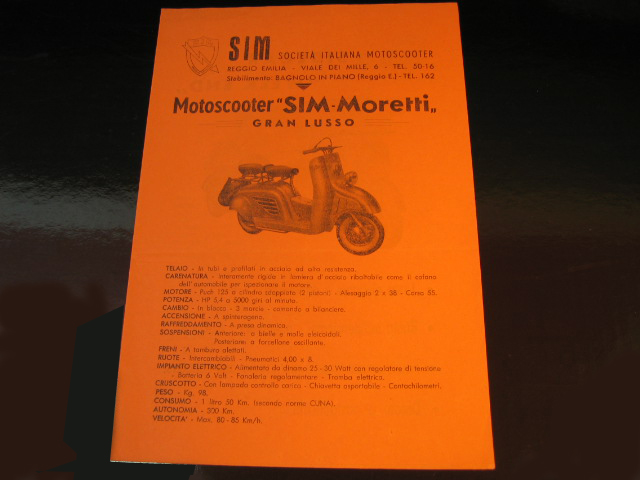 SIM SOCIETÀ ITALIANA MOTOSCOOTER
REGGIO EMILIA - VIALE DEI MILLE, 6 - TEL. 50-16
Stabilimento: BAGNOLO IN PIANO (Reggio E.) - TEL. 162
Motoscooter "SIM-Moretti„
GRAN LUSSO
TELAIO - In tubi e profilati in acciaio ad alta resistenza.
CARENATURA - Interamente rigida in lamiera d'acciaio ribaltabile come il cofano
dell'automobile per ispezionare il motore.
MOTORE - Puch 125 a cilindro sdoppiato (2 pistoni) - Alesaggio 2 x 38 - Corsa 55.
POTENZA - HP 5,4 a 5000 giri al minuto.
CAMBIO - In blocco - 3 marcie - comando a bilanciere.
ACCENSIONE - A spinterogeno.
RAFFREDDAMENTO - A presa dinamica.
SOSPENSIONI - Anteriore: a bielle e molle elicoidali.
Posteriore: a forcellone oscillante.
FRENI - A tamburo alettati.
RUOTE - Intercambiabili - Pneumatici 4,00 x 8.
IMPIANTO ELETTRICO - Alimentato da dinamo 25 - 30 Watt con regolatore di tensione
- Batteria 6 Volt - Fanaleria regolamentare - Tromba elettrica.
CRUSCOTTO - Con lampada controllo carica - Chiavetta asportabile - Contachilometri.
PESO - Kg. 98.
CONSUMO - 1 litro 50 Km. (secondo norme CUNA).
AUTONOMIA - 300 Km.
VELOCITA' - Max. 80 - 85 Km/h.